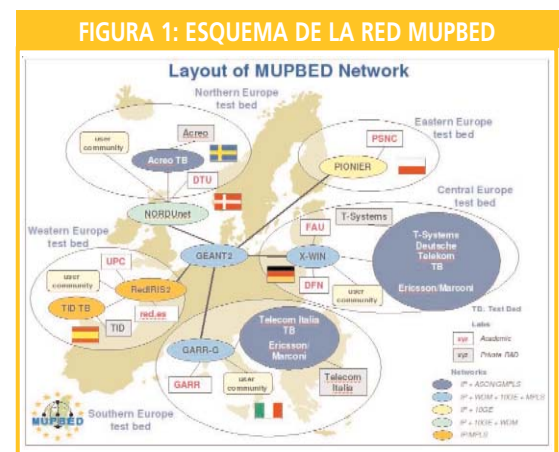 FIGURA 1: ESQUEMA DE LA RED MUPBED
Layout of MUPBED Network
Northern Europe
test bed
user
community
Acreo
Acreo TB
DTU
NORDUnet
Eastern Europe
test bed
PSNC
PIONIER
Central Europe
test bed
FAU
T-Systems
T-Systems
Deutsche
Telekom
TB
Ericsson/Marconi
GEANT2
X-WIN
DFN
user
community
Western Europe
test bed
UPC
user
community
RedIRIS2
TID TB
red.es
TID
Telecom Italia
TB
Ericsson/
Marconi
GARR-G
GARR
user
community
Telecom
Italia
Southern Europe
test bed
MUPBED
TB: Test Bed
Labs
xyz Academic
xyz Private R&D
Networks
IP + ASON/GMPLS
IP + WDM + 10GE + MPLS
IP + 10GE
IP + 10GE + WDM
IP/MPLS